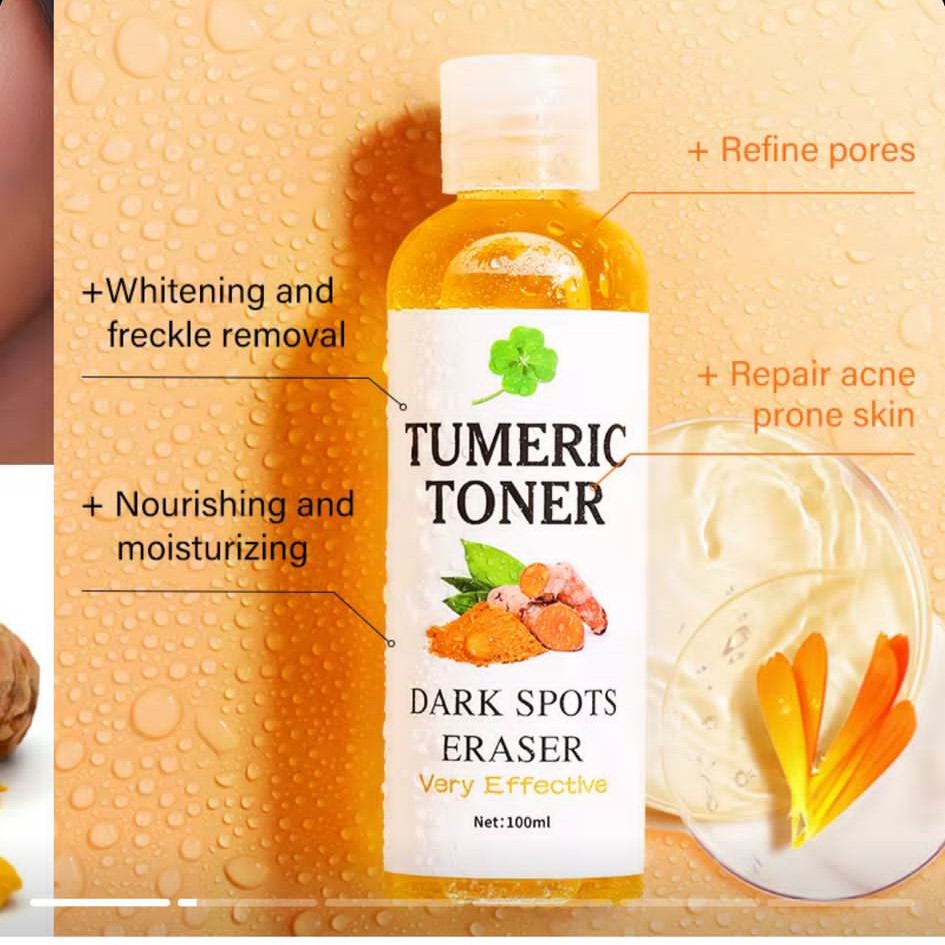 + Refine pores
+Whitening and
freckle removal
+ Repair acne
prone skin
+ Nourishing and
moisturizing
TUMERIC
TONER
DARK SPOTS
ERASER
Very Effective
Net:100ml